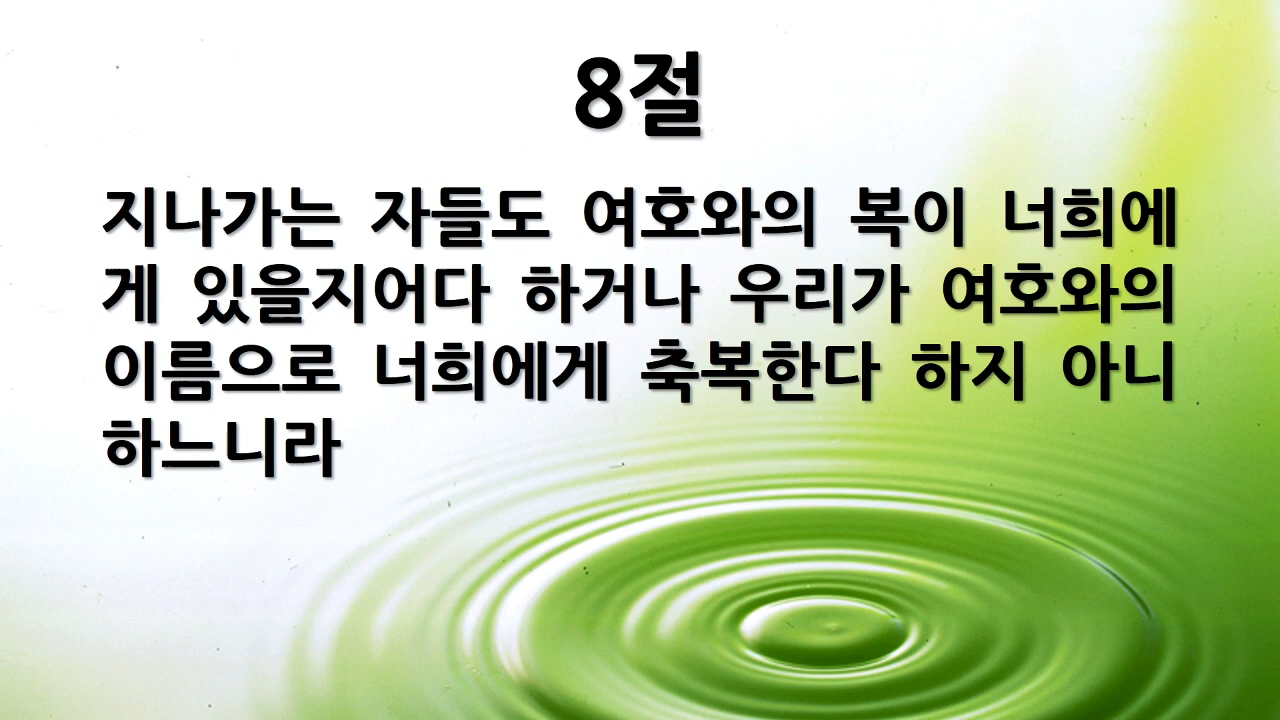 8절
지나가는 자들도 여호와의 복이 너희에
게 있을지어다 하거나 우리가 여호와의
이름으로 너희에게 축복한다 하지 아니
하느니라